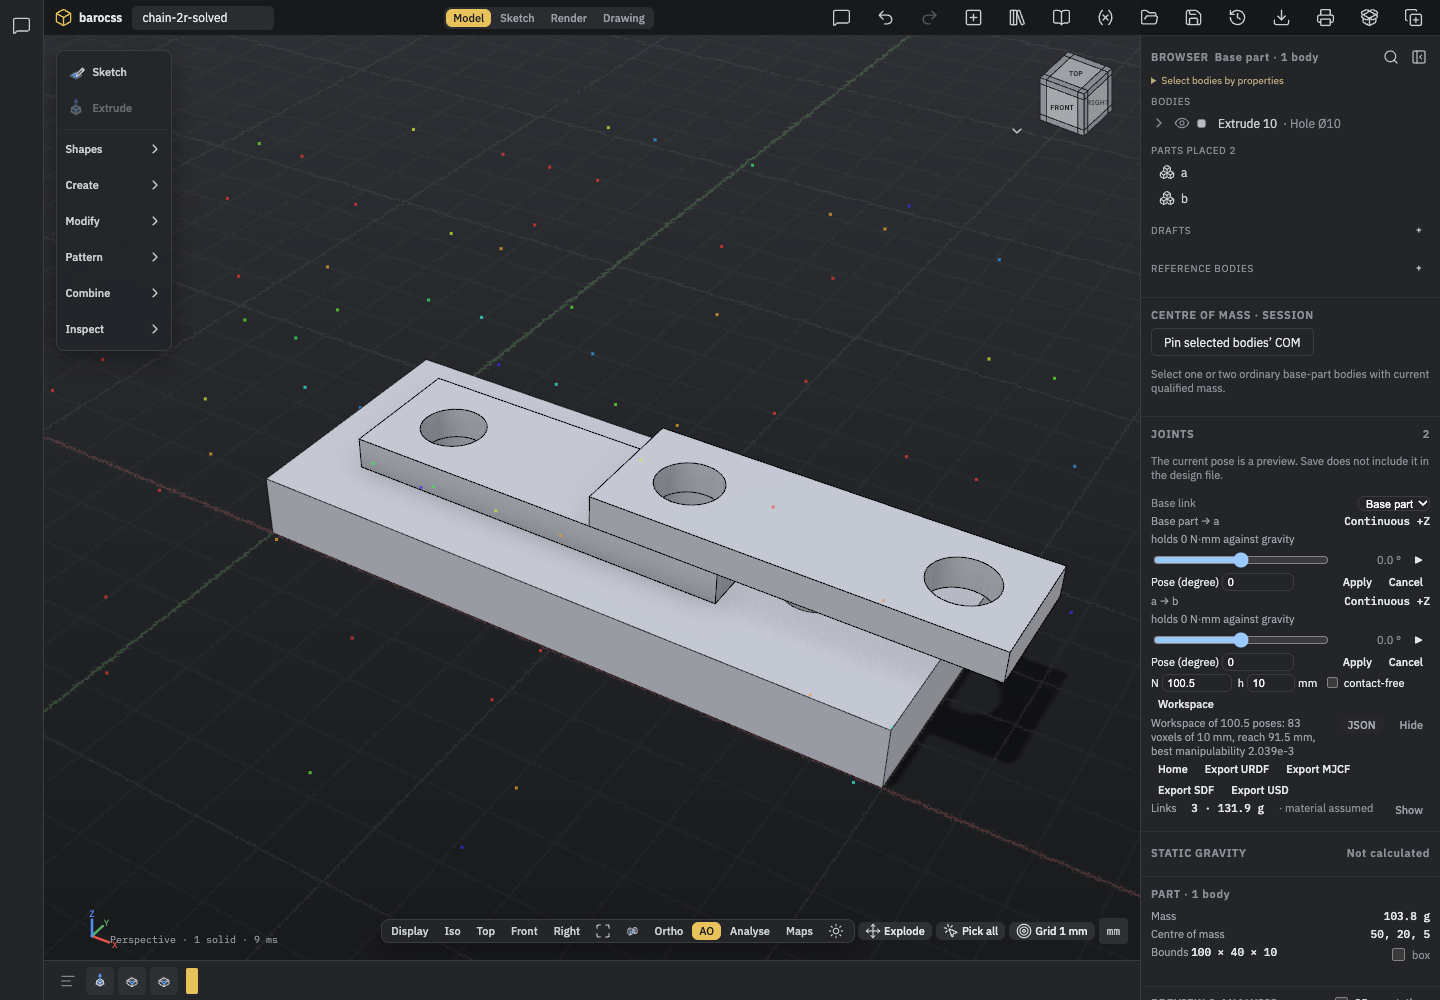 barocss
chain-2r-solved
Model Sketch Render Drawing
Sketch
Extrude
Shapes
Create
Modify
Pattern
Combine
Inspect
TOP
FRONT
RIGHT
BROWSER Base part · 1 body
Select bodies by properties
BODIES
Extrude 10 · Hole Ø10
PARTS PLACED 2
a
b
DRAFTS +
REFERENCE BODIES +
CENTRE OF MASS · SESSION
Pin selected bodies’ COM
Select one or two ordinary base-part bodies with current
qualified mass.
JOINTS 2
The current pose is a preview. Save does not include it in
the design file.
Base link Base part
Base part → a Continuous +Z
holds 0 N·mm against gravity
0.0 °
Pose (degree) 0 Apply Cancel
a → b Continuous +Z
holds 0 N·mm against gravity
0.0 °
Pose (degree) 0 Apply Cancel
N 100.5 h 10 mm contact-free
Workspace
Workspace of 100.5 poses: 83
voxels of 10 mm, reach 91.5 mm,
best manipulability 2.039e-3
JSON Hide
Home Export URDF Export MJCF
Export SDF Export USD
Links 3 · 131.9 g · material assumed Show
STATIC GRAVITY Not calculated
PART · 1 body
Mass 103.8 g
Centre of mass 50, 20, 5
Bounds 100 × 40 × 10 box
Z
Y
X
Perspective · 1 solid · 9 ms
Display Iso Top Front Right Ortho AO Analyse Maps Explode Pick all Grid 1 mm mm